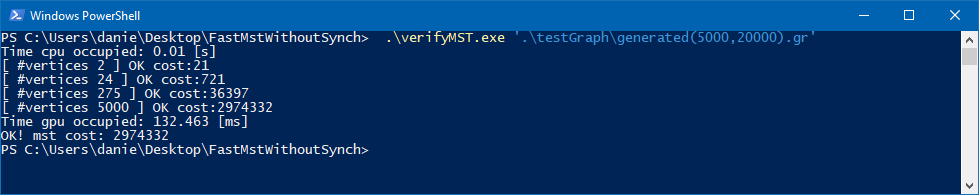 Windows PowerShell
PS C:\Users\danie\Desktop\FastMstWithoutSynch>  .\verifyMST.exe '.\testGraph\generated(5000,20000).gr'
Time cpu occupied: 0.01 [s]
[ #vertices 2 ] OK cost:21
[ #vertices 24 ] OK cost:721
[ #vertices 275 ] OK cost:36397
[ #vertices 5000 ] OK cost:2974332
Time gpu occupied: 132.463 [ms]
OK! mst cost: 2974332
PS C:\Users\danie\Desktop\FastMstWithoutSynch>